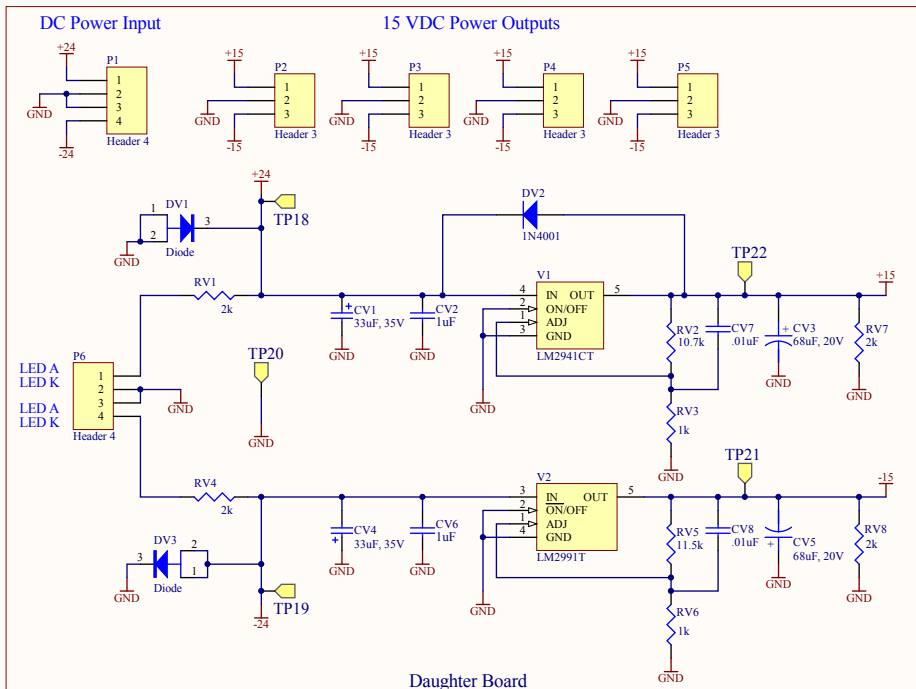 DC Power Input
15 VDC Power Outputs
+24
P1
1
2
3
4
GND
-24
Header 4
+15
P2
1
2
3
GND
-15
Header 3
+15
P3
1
2
3
GND
-15
Header 3
+15
P4
1
2
3
GND
-15
Header 3
+15
P5
1
2
3
GND
-15
Header 3
+24
TP18
DV1
1
2
3
GND
Diode
DV2
1N4001
RV1
2k
CV1
+
33uF, 35V
GND
CV2
1uF
GND
V1
4 IN OUT 5
2 ON/OFF
1 ADJ
3 GND
LM2941CT
GND
TP22
+15
RV2
10.7k
CV7
.01uF
CV3
+
68uF, 20V
GND
RV7
2k
GND
RV3
1k
GND
P6
LED A
LED K
LED A
LED K
1
2
3
4
Header 4
GND
TP20
GND
RV4
2k
CV4
+
33uF, 35V
GND
CV6
1uF
GND
V2
3 IN OUT 5
2 ON/OFF
1 ADJ
4 GND
LM2991T
GND
TP21
-15
RV5
11.5k
CV8
.01uF
CV5
+
68uF, 20V
GND
RV8
2k
GND
RV6
1k
GND
DV3
3
2
1
Diode
GND
TP19
-24
Daughter Board